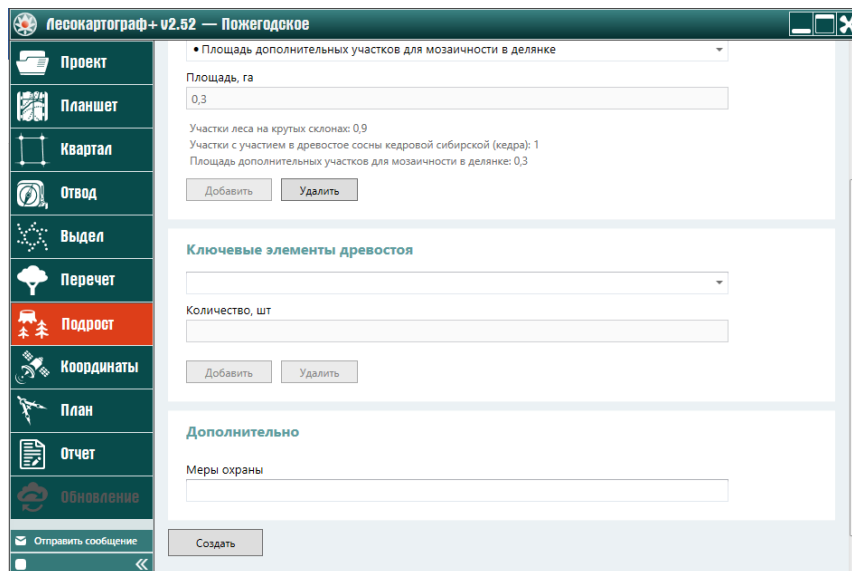 Лесокартограф+ v2.52 — Пожегодское
Проект
Планшет
Квартал
Отвод
Выдел
Перечет
Подрост
Координаты
План
Отчет
Обновление
Отправить сообщение
• Площадь дополнительных участков для мозаичности в делянке
Площадь, га
0,3
Участки леса на крутых склонах: 0,9
Участки с участием в древостое сосны кедровой сибирской (кедра): 1
Площадь дополнительных участков для мозаичности в делянке: 0,3
Добавить Удалить
Ключевые элементы древостоя
Количество, шт
Добавить Удалить
Дополнительно
Меры охраны
Создать